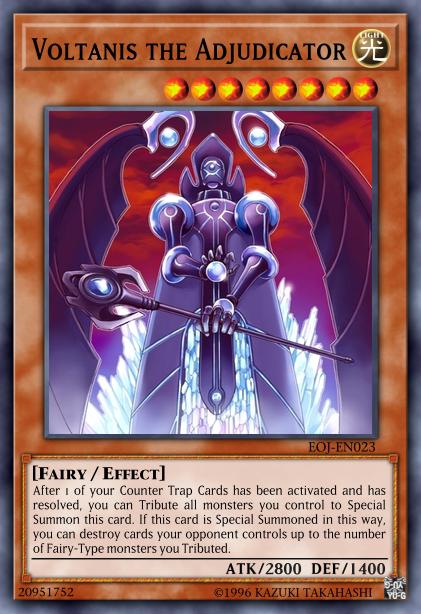 VOLTANIS THE ADJUDICATOR
LIGHT
光
EOJ-EN023
[FAIRY / EFFECT]
After 1 of your Counter Trap Cards has been activated and has
resolved, you can Tribute all monsters you control to Special
Summon this card. If this card is Special Summoned in this way,
you can destroy cards your opponent controls up to the number
of Fairy-Type monsters you Tributed.
ATK/2800 DEF/1400
20951752
©1996 KAZUKI TAKAHASHI